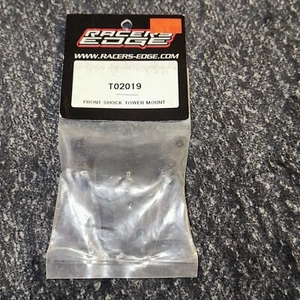 RACERS
EDGE
WWW.RACERS-EDGE.COM
T02019
FRONT SHOCK TOWER MOUNT